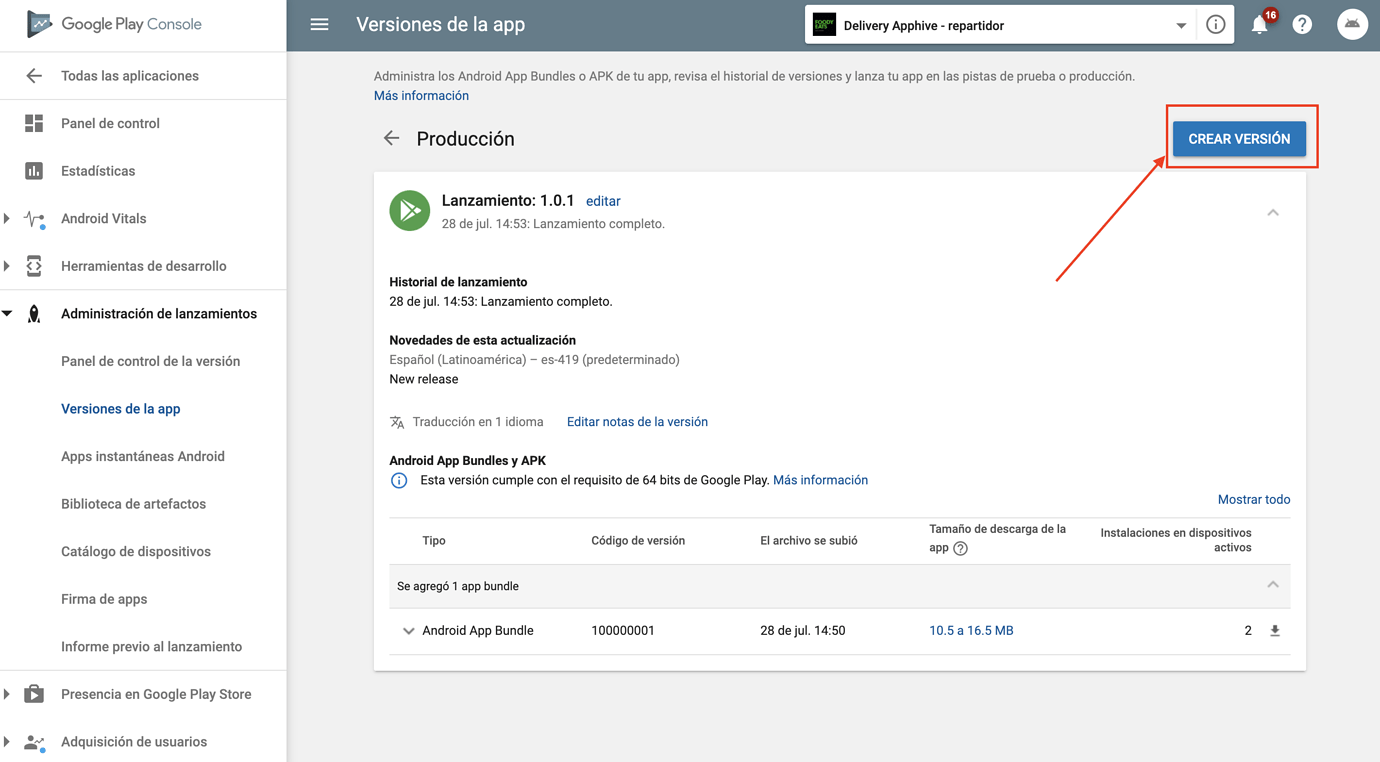 Google Play Console
Versiones de la app
FOODY
EATS
Delivery Apphive - repartidor
16
Todas las aplicaciones
Panel de control
Estadísticas
Android Vitals
Herramientas de desarrollo
Administración de lanzamientos
Panel de control de la versión
Versiones de la app
Apps instantáneas Android
Biblioteca de artefactos
Catálogo de dispositivos
Firma de apps
Informe previo al lanzamiento
Presencia en Google Play Store
Adquisición de usuarios
Administra los Android App Bundles o APK de tu app, revisa el historial de versiones y lanza tu app en las pistas de prueba o producción.
Más información
Producción
CREAR VERSIÓN
Lanzamiento: 1.0.1 editar
28 de jul. 14:53: Lanzamiento completo.
Historial de lanzamiento
28 de jul. 14:53: Lanzamiento completo.
Novedades de esta actualización
Español (Latinoamérica) – es-419 (predeterminado)
New release
Traducción en 1 idioma Editar notas de la versión
Android App Bundles y APK
Esta versión cumple con el requisito de 64 bits de Google Play. Más información
Mostrar todo
Tipo
Código de versión
El archivo se subió
Tamaño de descarga de la
app
Instalaciones en dispositivos
activos
Se agregó 1 app bundle
Android App Bundle 100000001 28 de jul. 14:50 10.5 a 16.5 MB 2